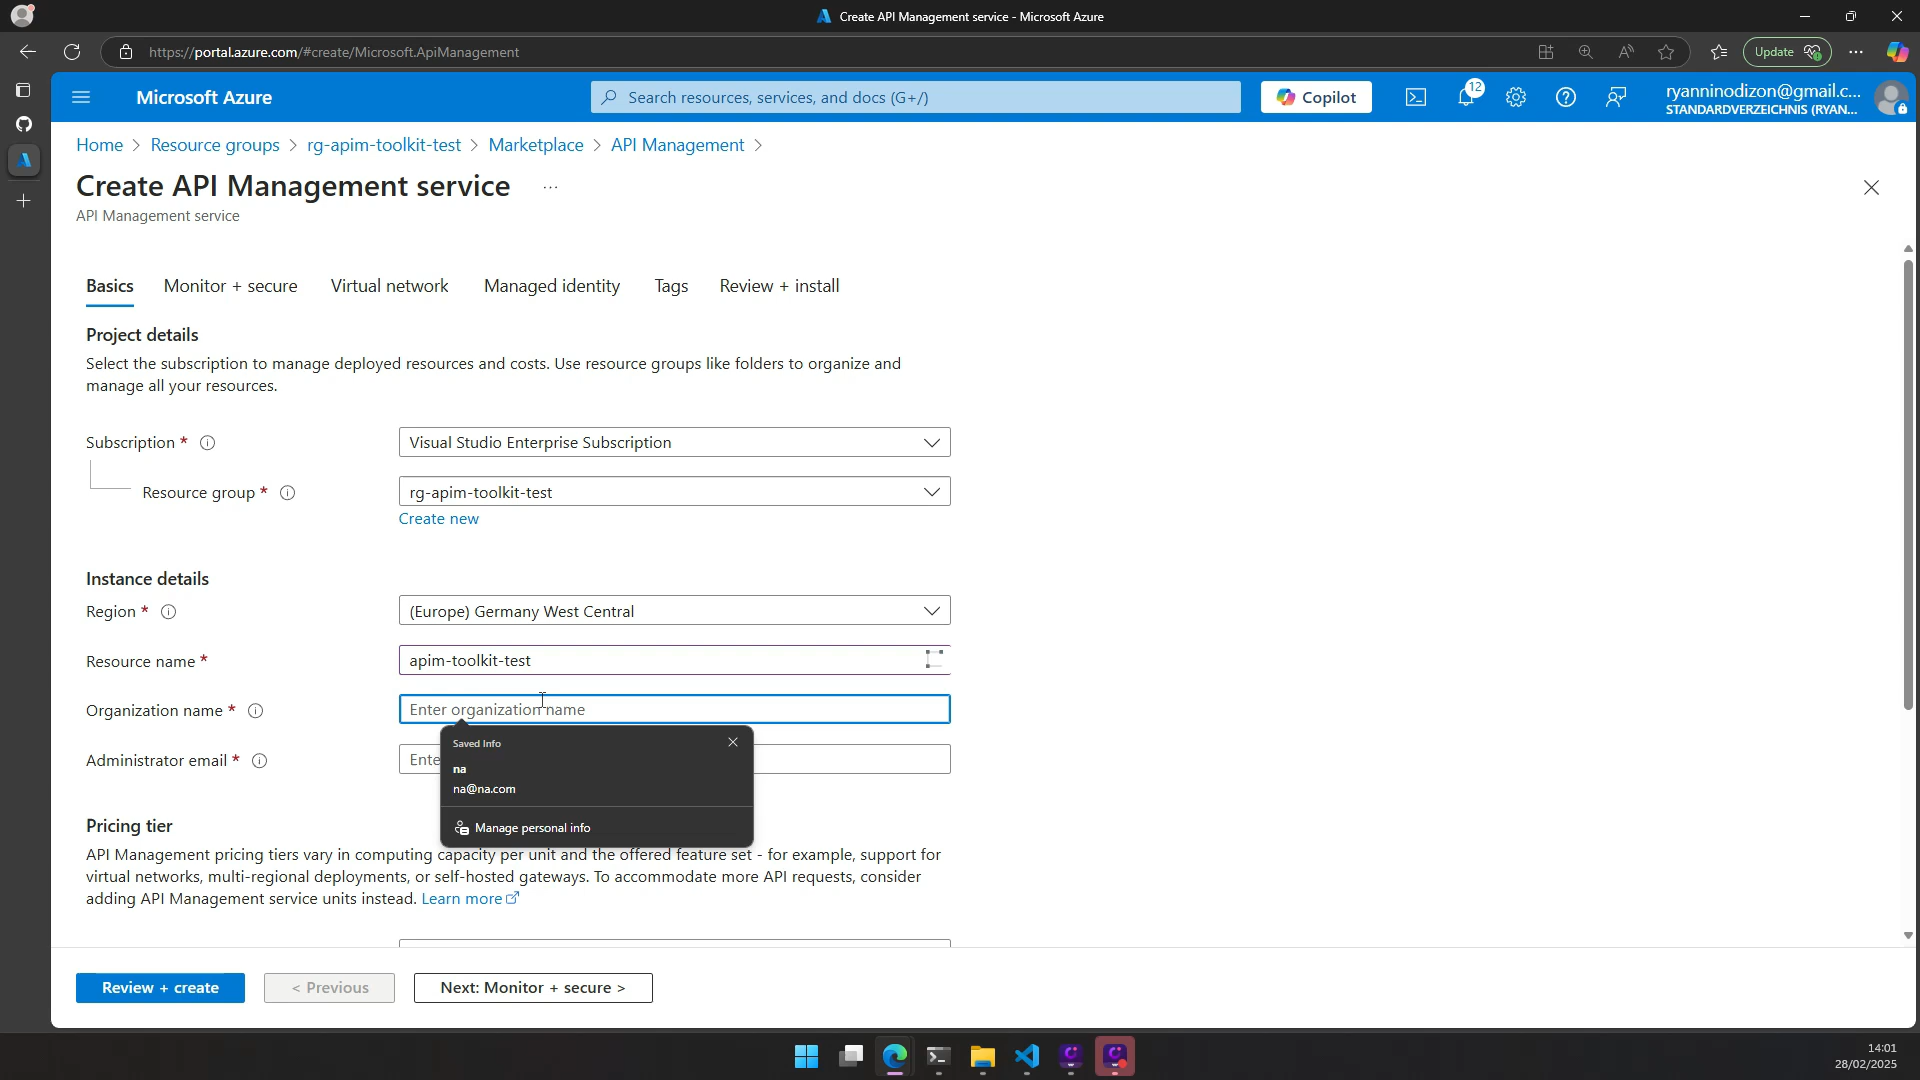 Create API Management service - Microsoft Azure
https://portal.azure.com/#create/Microsoft.ApiManagement
Update
Microsoft Azure
Search resources, services, and docs (G+/)
Copilot
12
ryanninodizon@gmail.c...
STANDARDVERZEICHNIS (RYAN...
Home > Resource groups > rg-apim-toolkit-test > Marketplace > API Management >
Create API Management service ...
API Management service
Basics Monitor + secure Virtual network Managed identity Tags Review + install
Project details
Select the subscription to manage deployed resources and costs. Use resource groups like folders to organize and
manage all your resources.
Subscription *
Visual Studio Enterprise Subscription
Resource group *
rg-apim-toolkit-test
Create new
Instance details
Region *
(Europe) Germany West Central
Resource name *
apim-toolkit-test
Organization name *
Enter organization name
Administrator email *
Ente
Saved Info
na
na@na.com
Manage personal info
Pricing tier
API Management pricing tiers vary in computing capacity per unit and the offered feature set - for example, support for
virtual networks, multi-regional deployments, or self-hosted gateways. To accommodate more API requests, consider
adding API Management service units instead. Learn more
Review + create
< Previous
Next: Monitor + secure >
14:01
28/02/2025